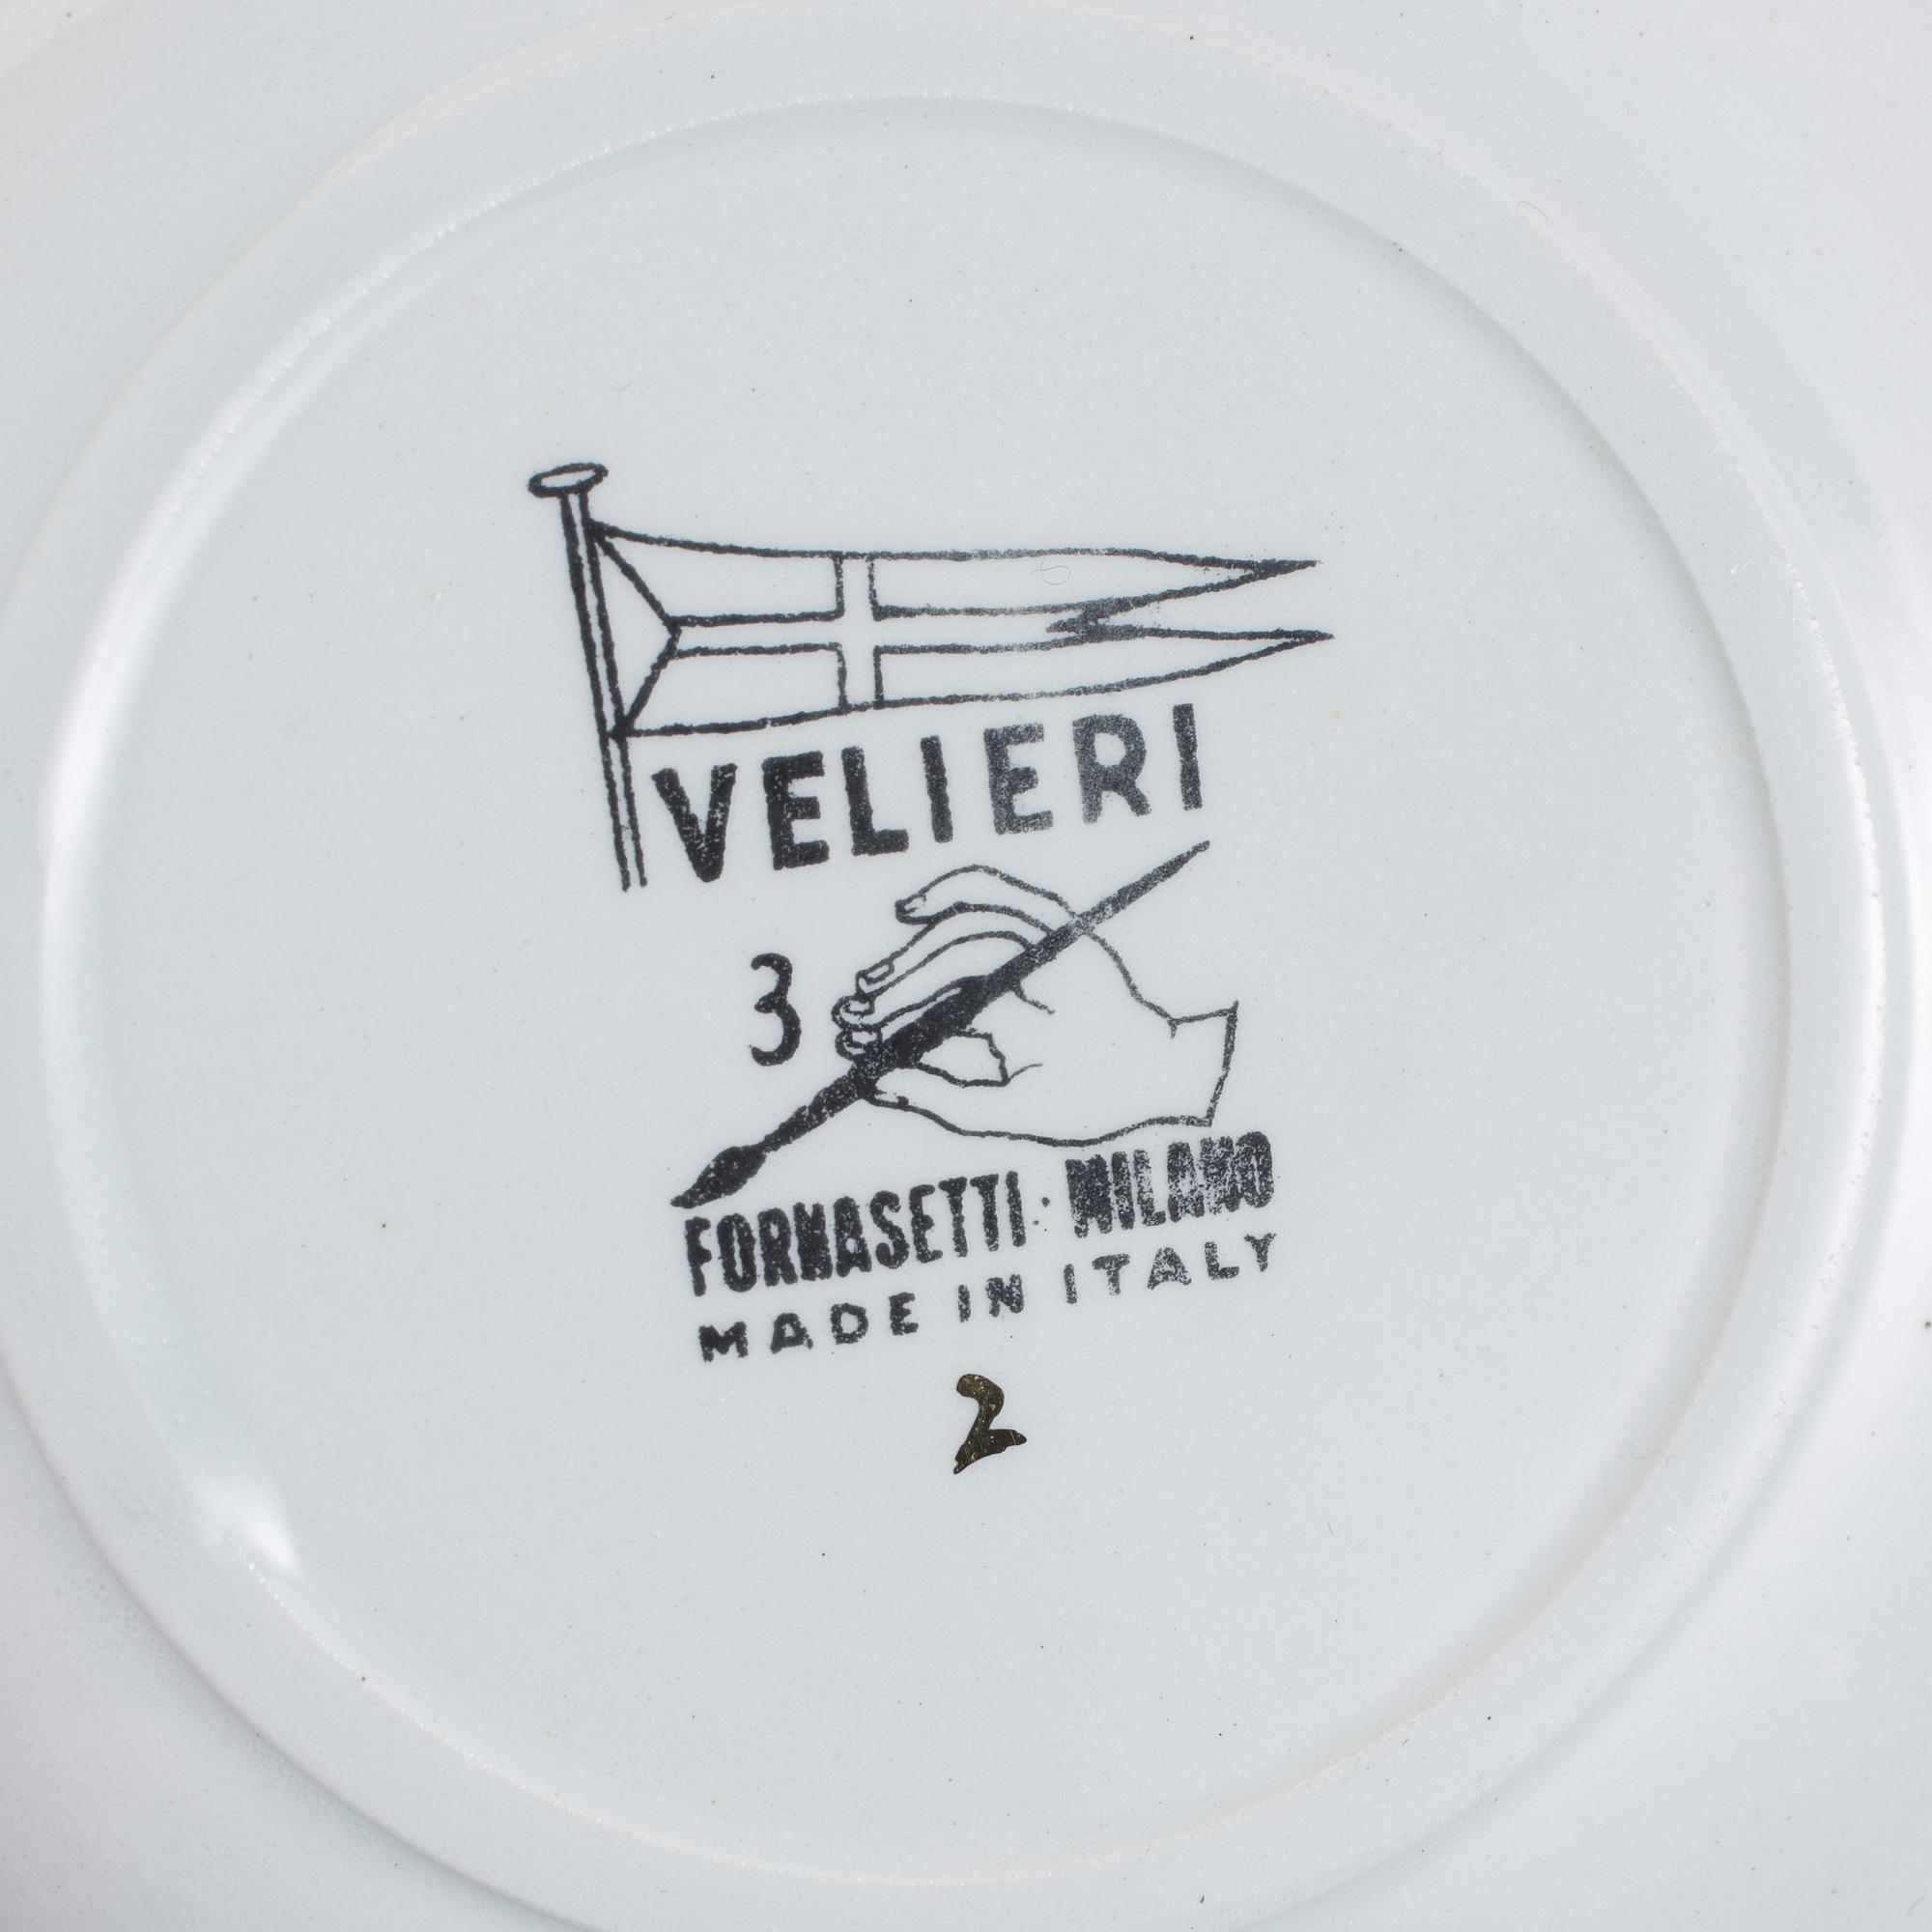 VELIERI
3
FORNASETTI · MILANO
MADE IN ITALY
2